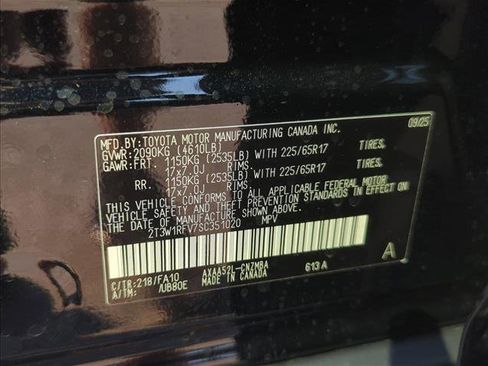 MFD.BY:TOYOTA MOTOR MANUFACTURING CANADA INC. 09/25
GVWR:2090KG (4610LB)
GAWR:FRT. 1150KG (2535LB) WITH 225/65R17 TIRES,
17x7.0J RIMS.
RR. 1150KG (2535LB) WITH 225/65R17 TIRES,
17x7.0J RIMS.
THIS VEHICLE CONFORMS TO ALL APPLICABLE FEDERAL MOTOR
VEHICLE SAFETY AND THEFT PREVENTION STANDARDS IN EFFECT ON
THE DATE OF MANUFACTURE SHOWN ABOVE.
2T3W1RFV7SC351020 MPV
C/TR:218/FA10 AXAA52L-CNZMBA 613A A
A/TM: /UB80E MADE IN CANADA